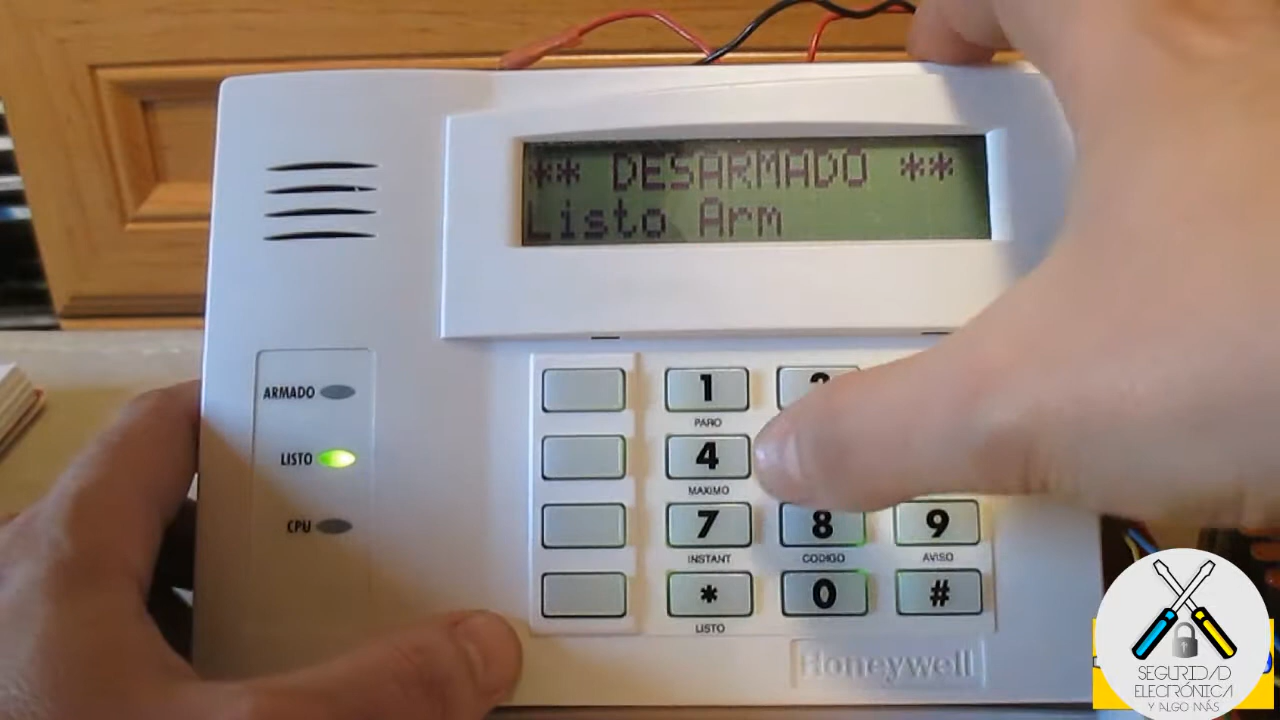 ** DESARMADO **
Listo Arm
ARMADO
LISTO
CPU
1
PARO
4
MAXIMO
7 8 9
INSTANT CODIGO AVISO
* 0 #
LISTO
Honeywell
SEGURIDAD
ELECTRÓNICA
Y ALGO MÁS